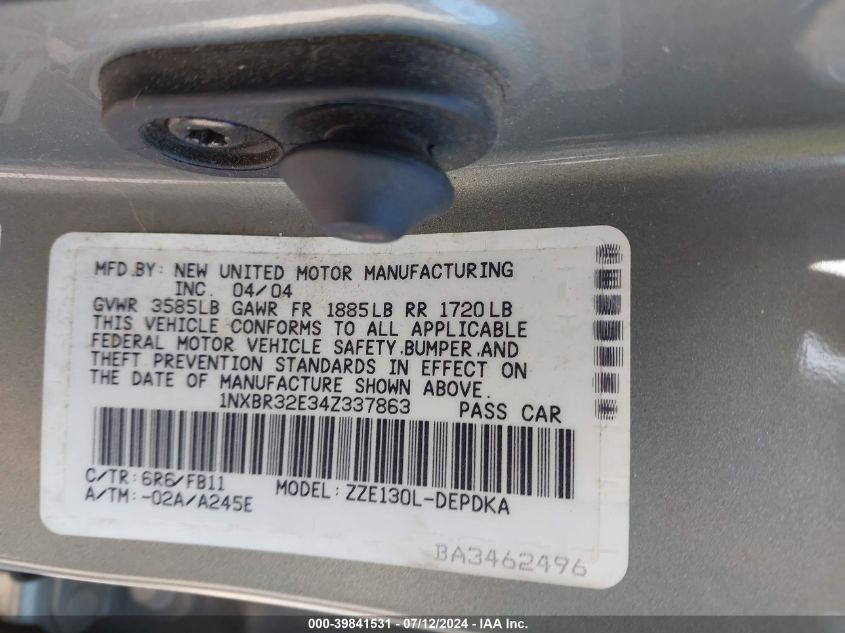 MFD.BY: NEW UNITED MOTOR MANUFACTURING
INC. 04/04
GVWR 3585LB GAWR FR 1885LB RR 1720LB
THIS VEHICLE CONFORMS TO ALL APPLICABLE
FEDERAL MOTOR VEHICLE SAFETY,BUMPER,AND
THEFT PREVENTION STANDARDS IN EFFECT ON
THE DATE OF MANUFACTURE SHOWN ABOVE.
1NXBR32E34Z337863 PASS CAR
C/TR:6R6/FB11
A/TM:-02A/A245E
MODEL:ZZE130L-DEPDKA
BA3462496
000-39841531 - 07/12/2024 - IAA Inc.